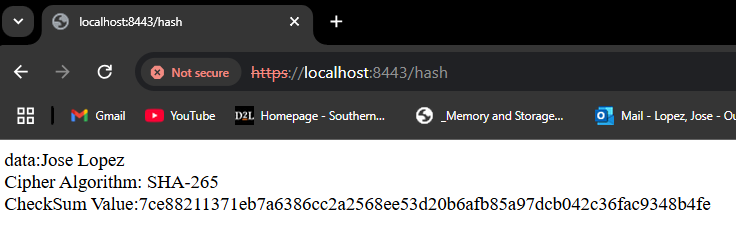 localhost:8443/hash
Not secure https://localhost:8443/hash
Gmail YouTube D2L Homepage - Southern... _Memory and Storage... Mail - Lopez, Jose - Ou
data:Jose Lopez
Cipher Algorithm: SHA-265
CheckSum Value:7ce88211371eb7a6386cc2a2568ee53d20b6afb85a97dcb042c36fac9348b4fe